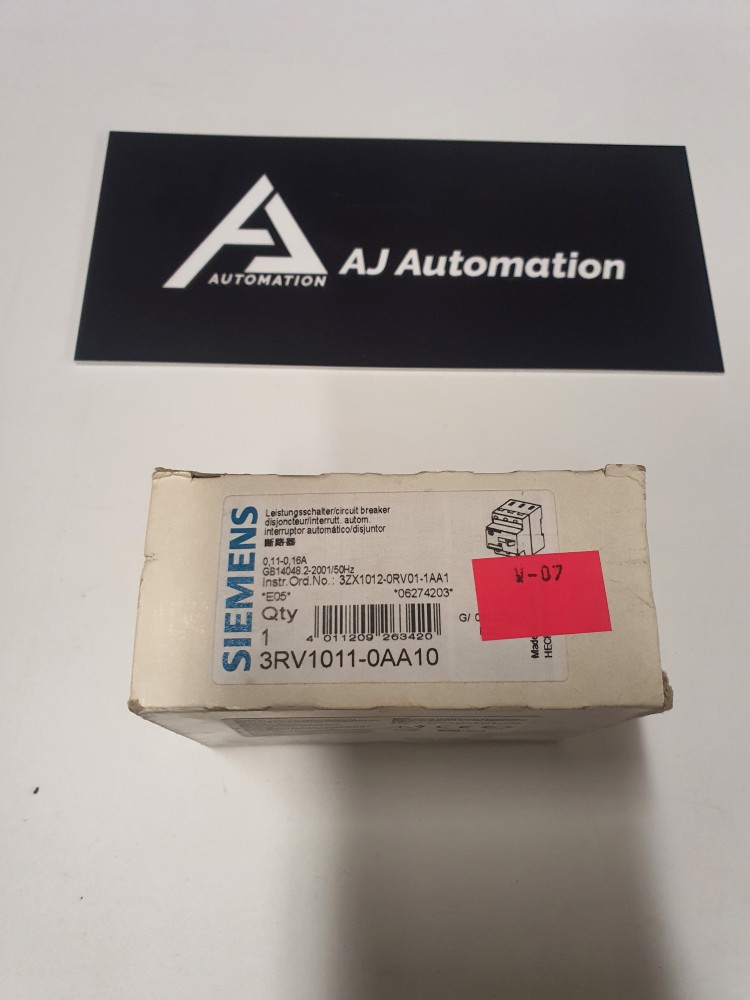 AUTOMATION
AJ Automation
SIEMENS
Leistungsschalter/circuit breaker
disjoncteur/interrutt. autom.
interruptor automático/disjuntor
断路器
0,11-0,16A
GB14048.2-2001/50Hz
Instr.Ord.No.: 3ZX1012-0RV01-1AA1
*E05* *06274203*
Qty
1
4 011209 263420
G/
3RV1011-0AA10
Made
-07